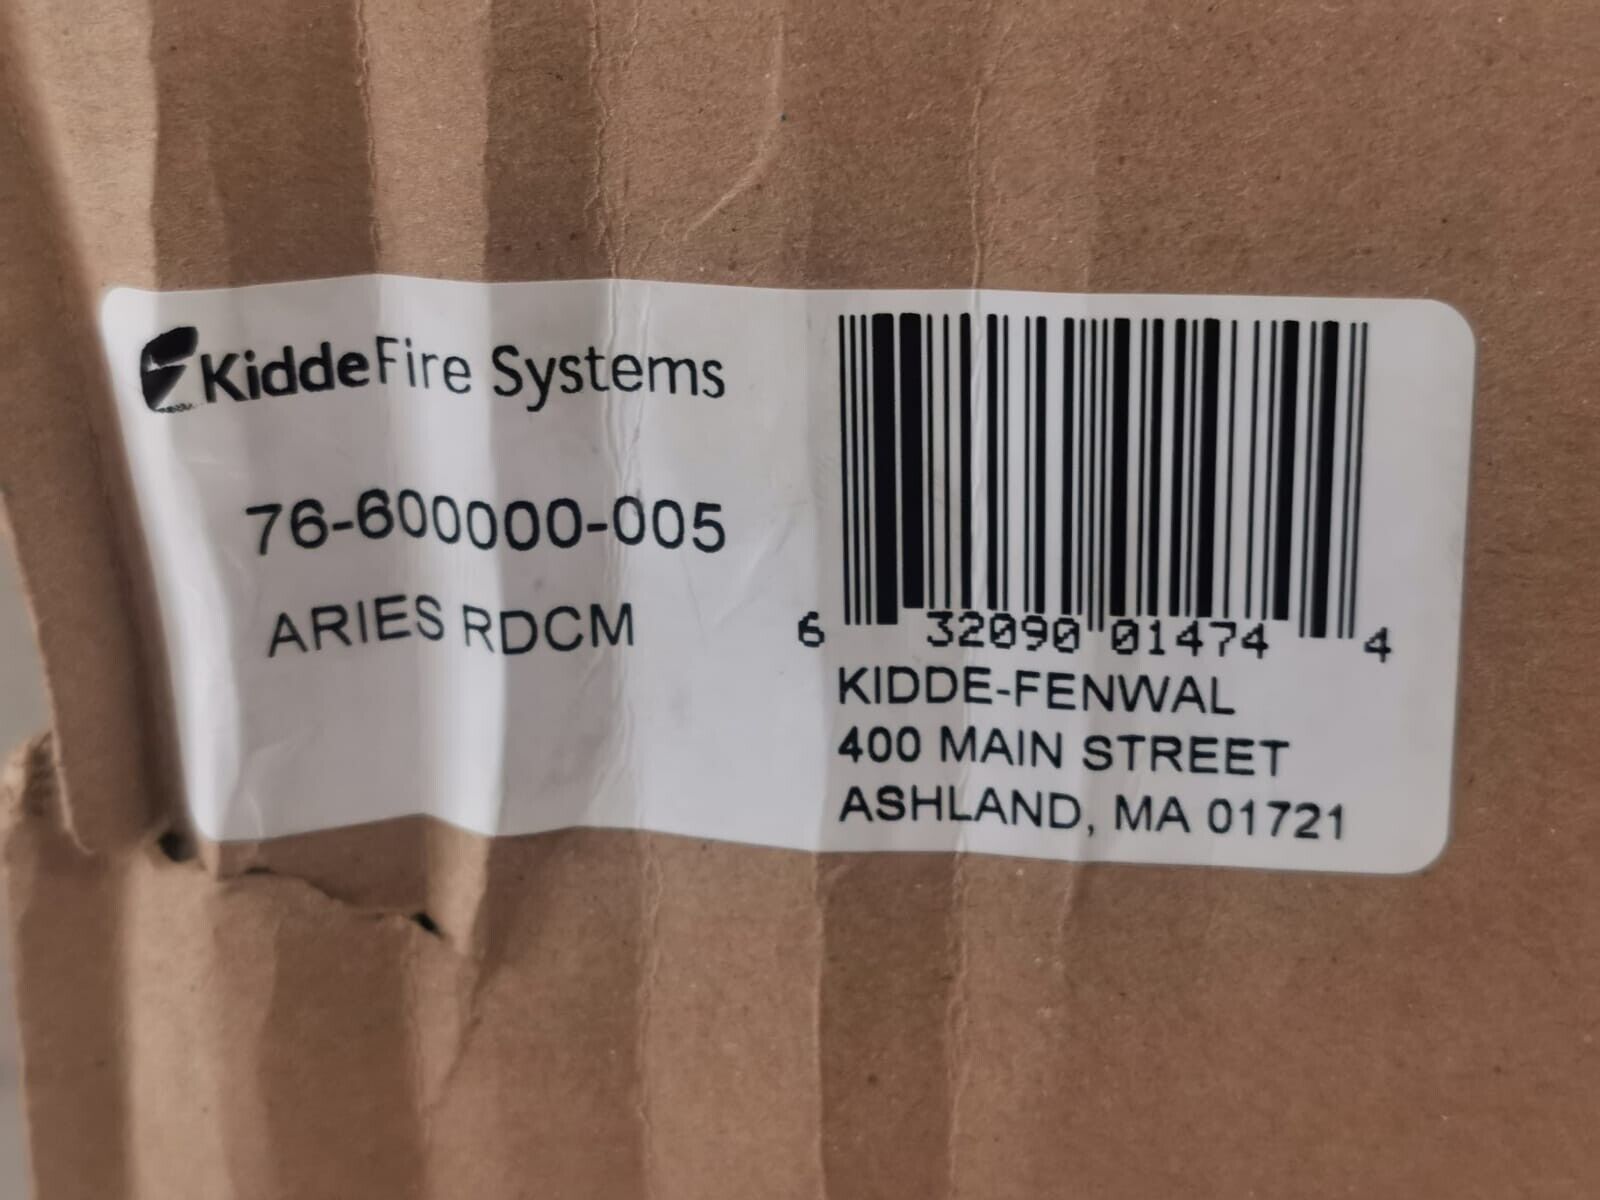 Kidde Fire Systems
76-600000-005
ARIES RDCM
6 32090 01474 4
KIDDE-FENWAL
400 MAIN STREET
ASHLAND, MA 01721